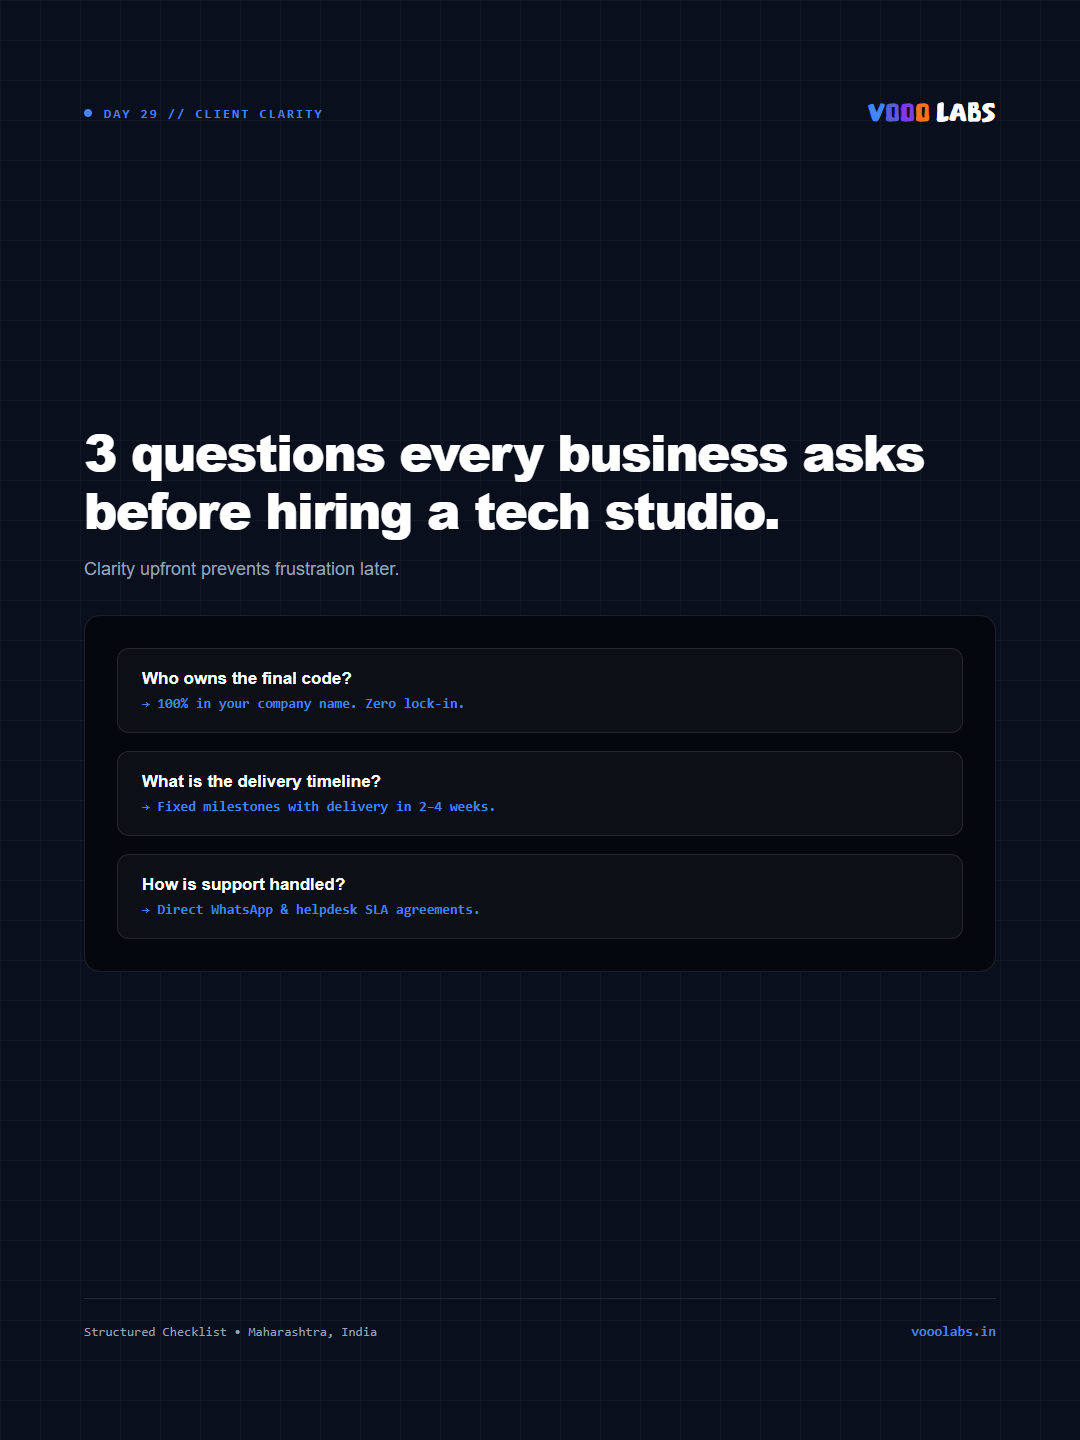 DAY 29 // CLIENT CLARITY
VOOO LABS
3 questions every business asks
before hiring a tech studio.
Clarity upfront prevents frustration later.
Who owns the final code?
→ 100% in your company name. Zero lock-in.
What is the delivery timeline?
→ Fixed milestones with delivery in 2–4 weeks.
How is support handled?
→ Direct WhatsApp & helpdesk SLA agreements.
Structured Checklist • Maharashtra, India
vooolabs.in